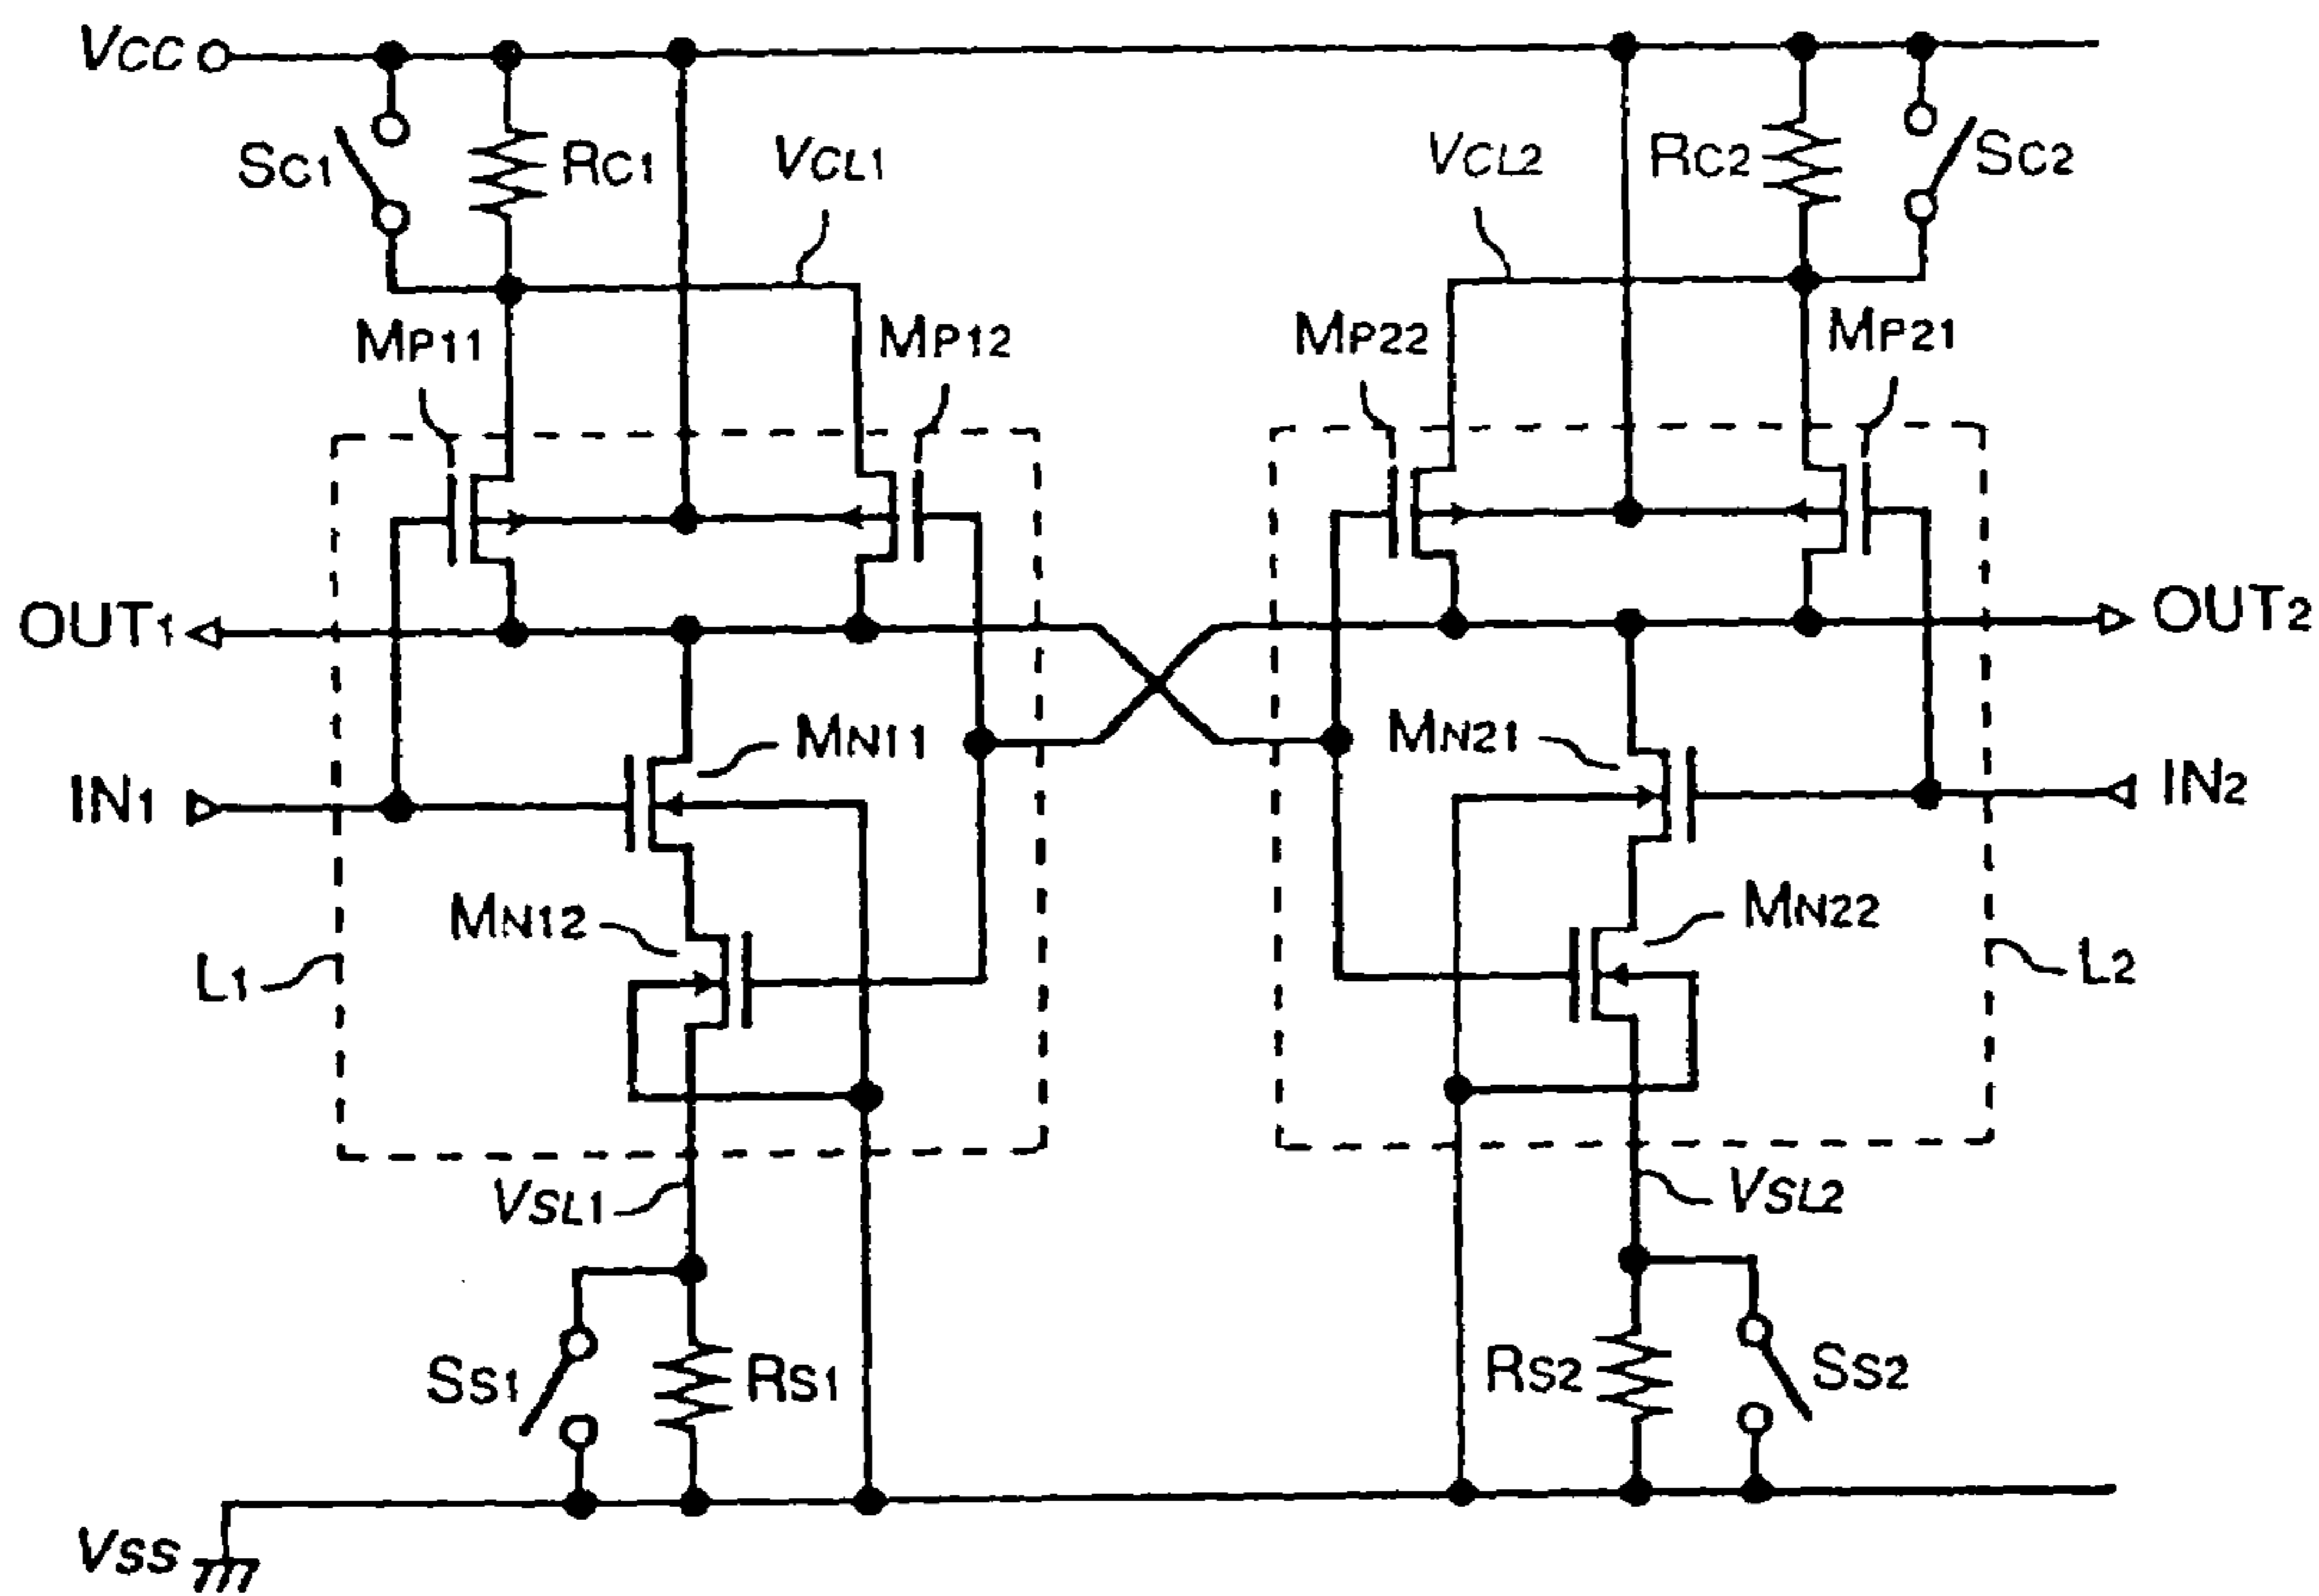 VCC
SC1
RC1
VCL1
VCL2
RC2
SC2
MP11
MP12
MP22
MP21
OUT1
OUT2
MN11
MN21
IN1
IN2
MN12
MN22
L1
L2
VSL1
VSL2
SS1
RS1
RS2
SS2
VSS